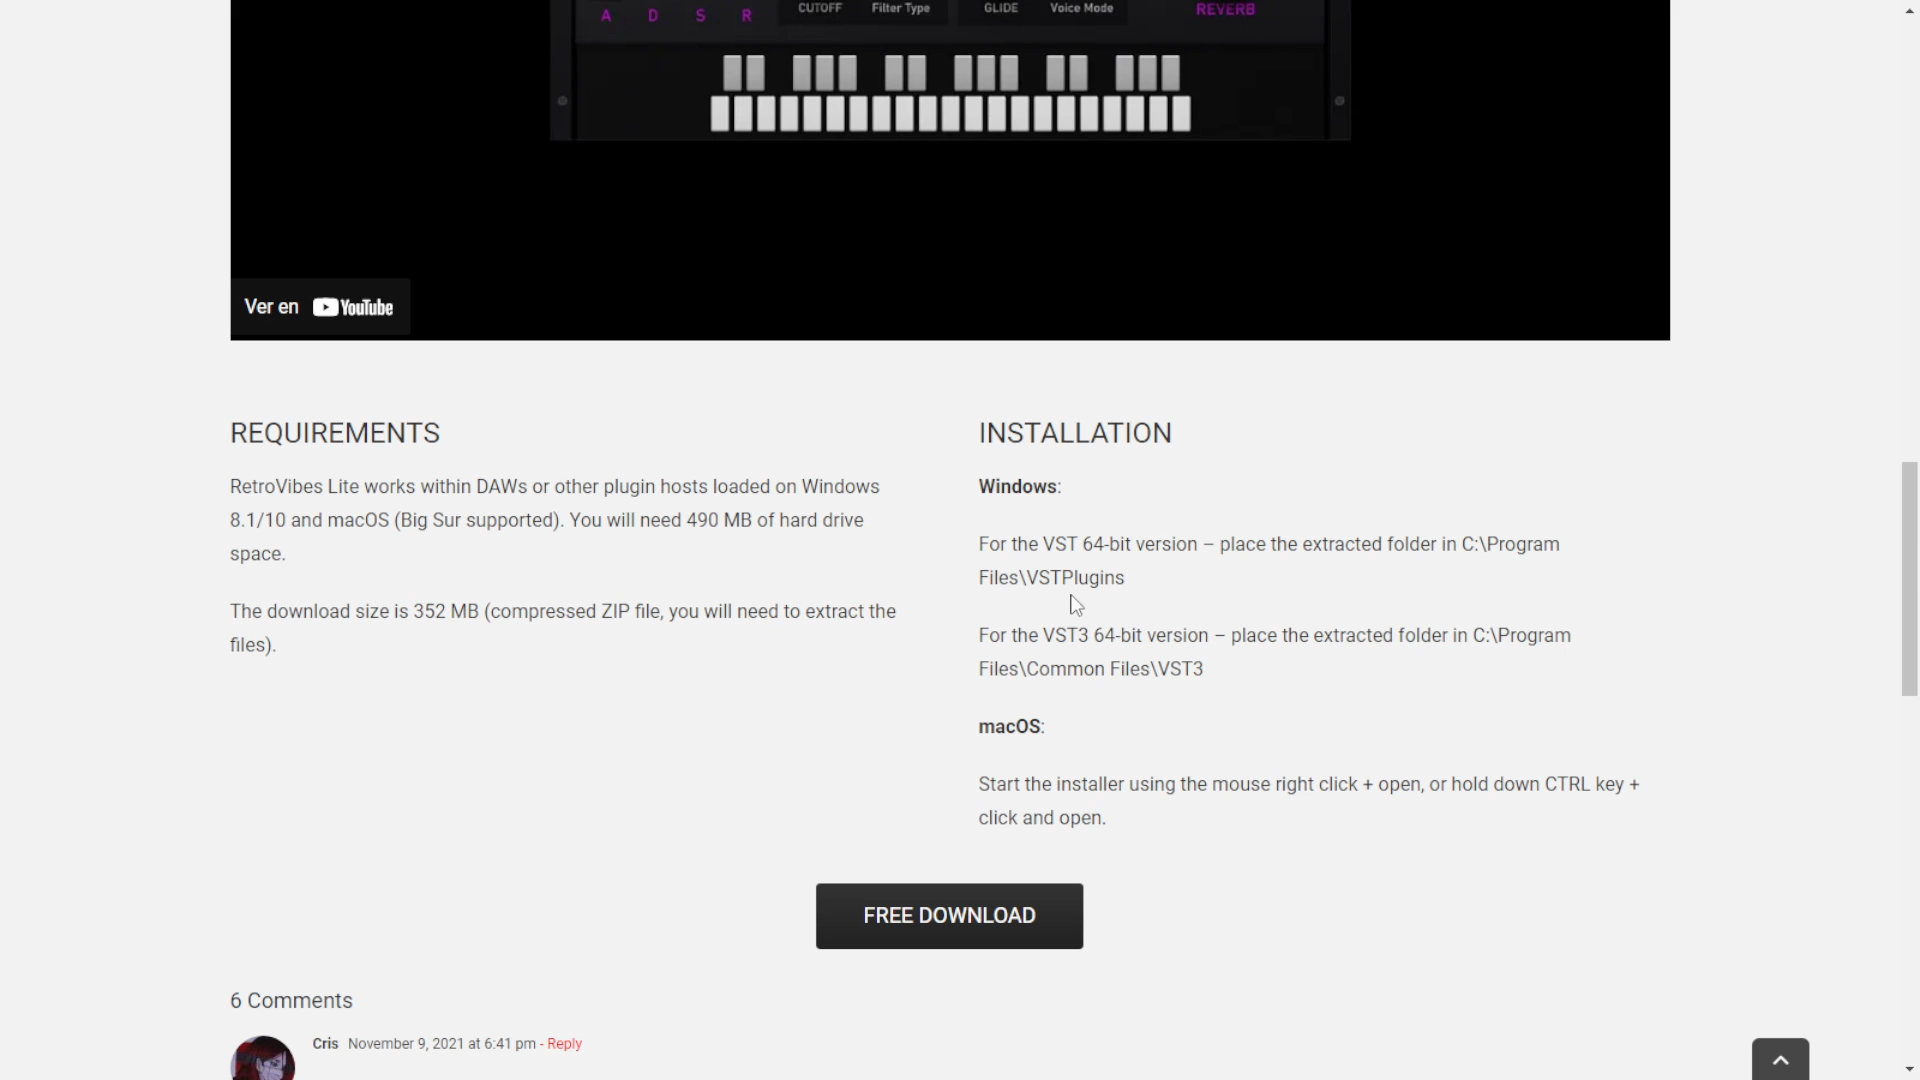 A D S R CUTOFF Filter Type GLIDE Voice Mode REVERB
Ver en YouTube
REQUIREMENTS
RetroVibes Lite works within DAWs or other plugin hosts loaded on Windows
8.1/10 and macOS (Big Sur supported). You will need 490 MB of hard drive
space.
The download size is 352 MB (compressed ZIP file, you will need to extract the
files).
INSTALLATION
Windows:
For the VST 64-bit version – place the extracted folder in C:\Program
Files\VSTPlugins
For the VST3 64-bit version – place the extracted folder in C:\Program
Files\Common Files\VST3
macOS:
Start the installer using the mouse right click + open, or hold down CTRL key +
click and open.
FREE DOWNLOAD
6 Comments
Cris November 9, 2021 at 6:41 pm - Reply